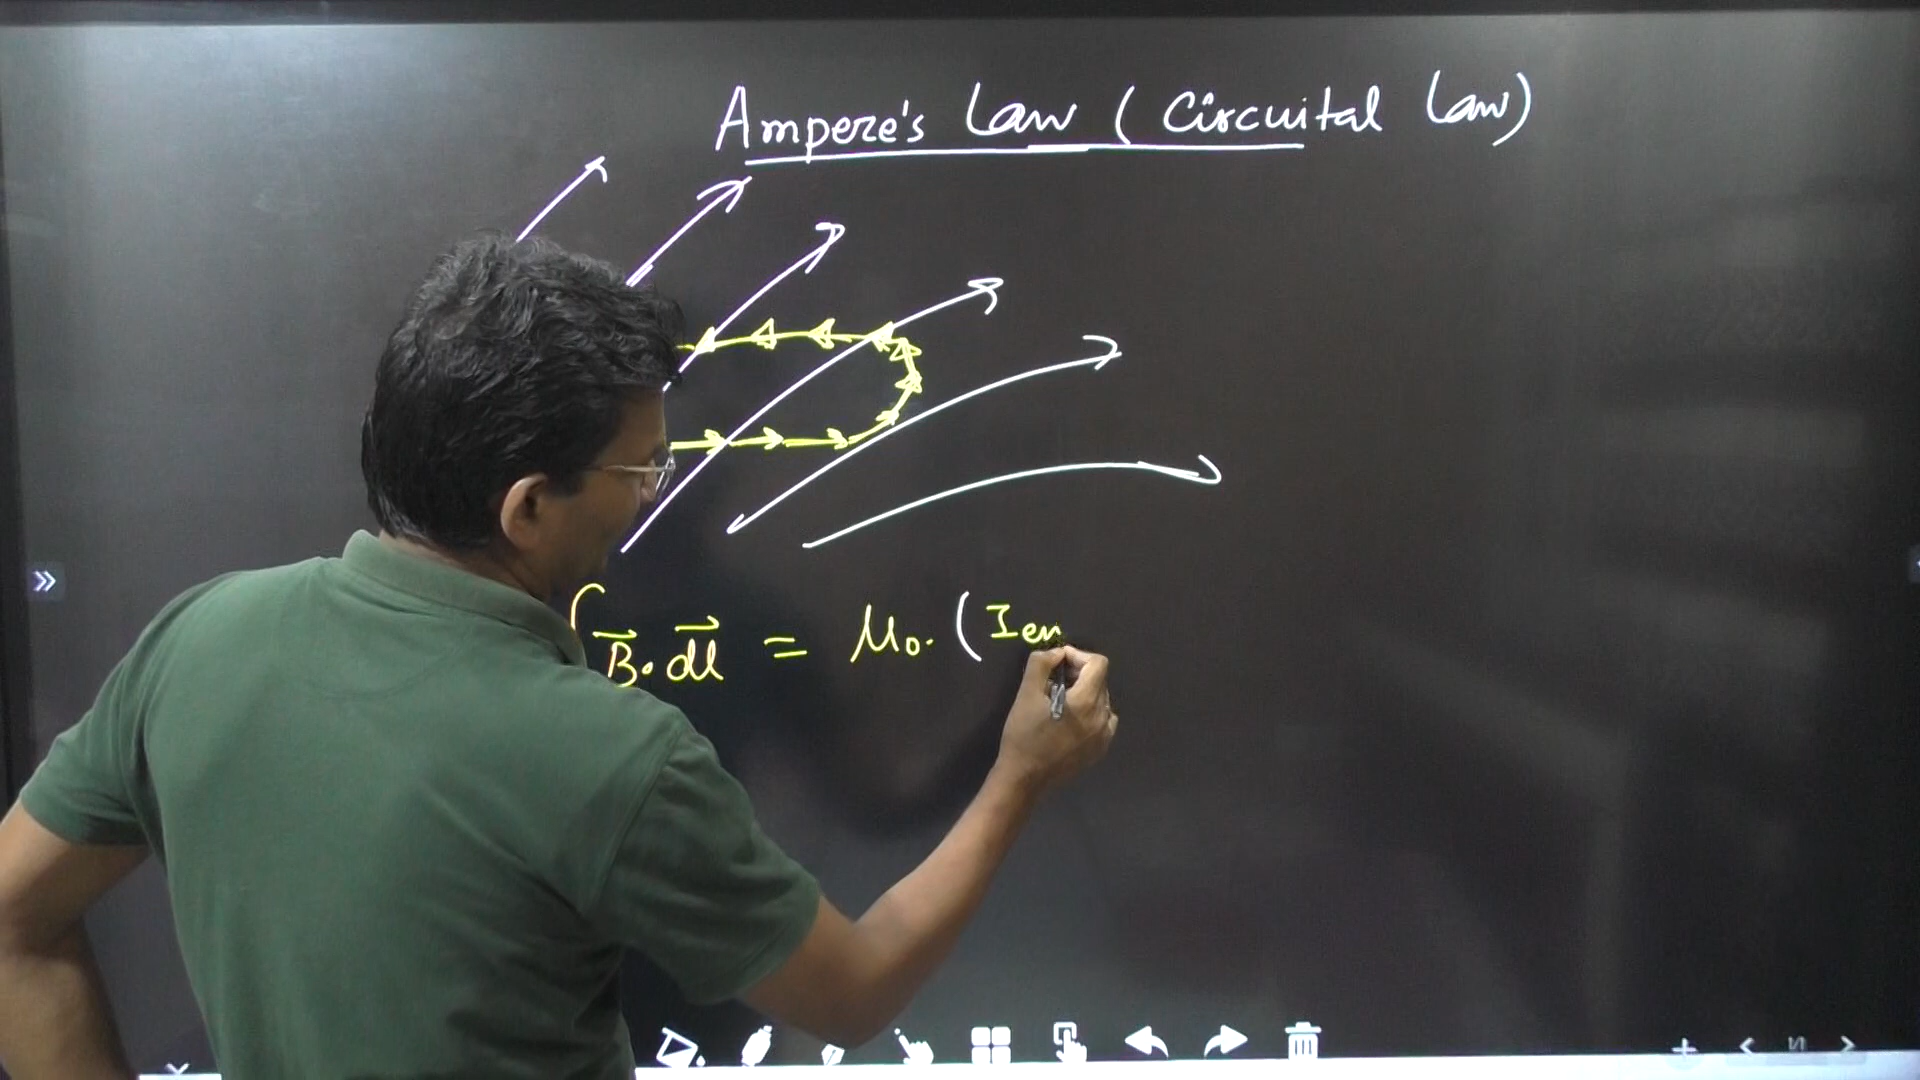 Ampere's Law (Circuital Law)
∫B⃗.dl⃗ = μ₀. (Ien